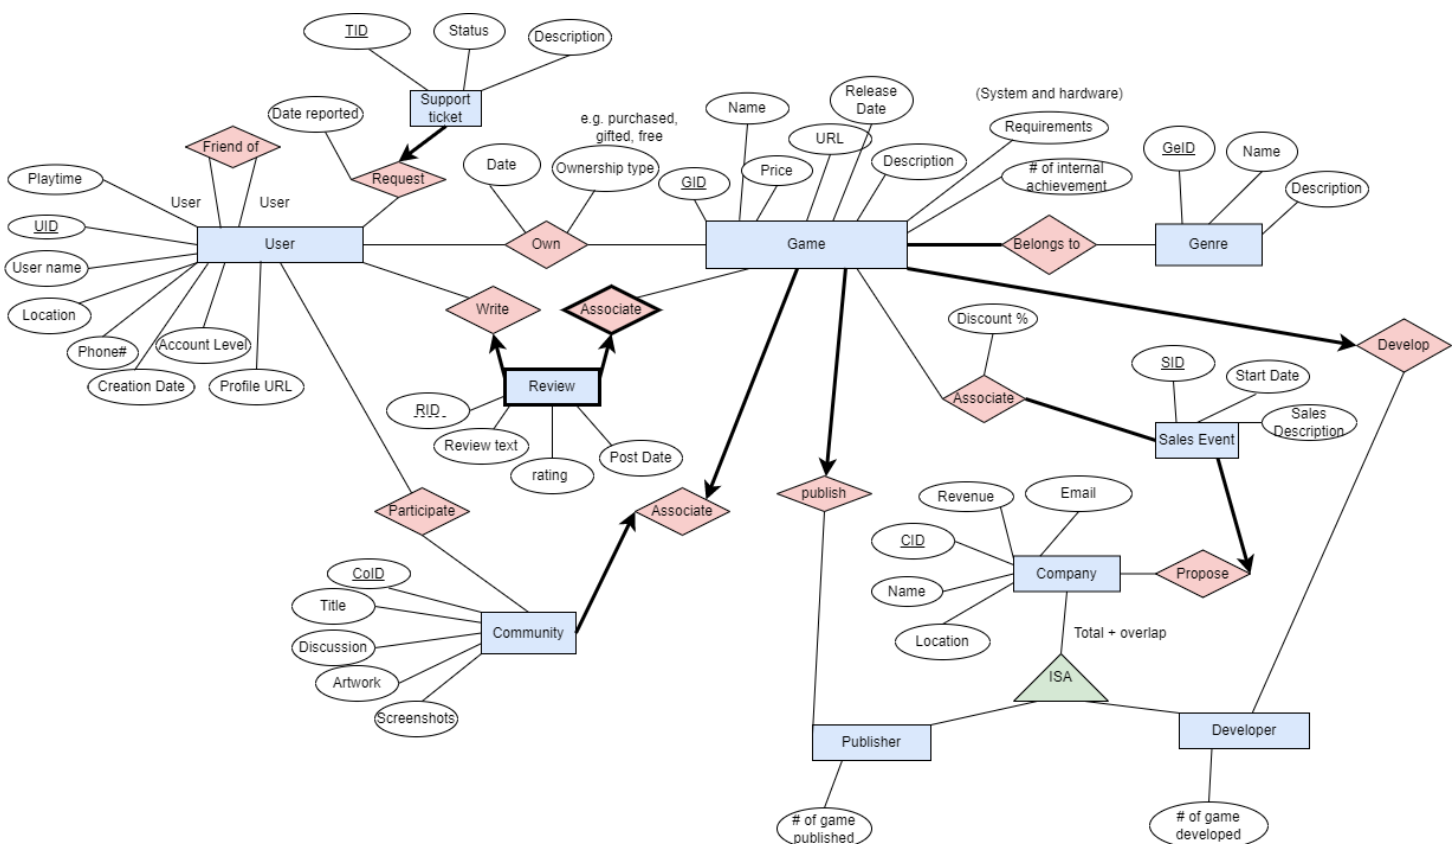 TID
Status
Description
Support
ticket
Date reported
Friend of
Request
e.g. purchased,
gifted, free
Date
Ownership type
Name
Release
Date
URL
(System and hardware)
Requirements
Price
Description
# of internal
achievement
GID
GeID
Name
Description
Playtime
User
User
UID
User
Own
Game
Belongs to
Genre
User name
Location
Phone#
Account Level
Creation Date
Profile URL
Write
Associate
Review
RID
Review text
rating
Post Date
Discount %
Associate
SID
Start Date
Sales
Description
Sales Event
Develop
Participate
Associate
publish
Revenue
Email
CID
Company
Propose
Name
Location
Total + overlap
ISA
CoID
Title
Discussion
Artwork
Screenshots
Community
Publisher
Developer
# of game
published
# of game
developed